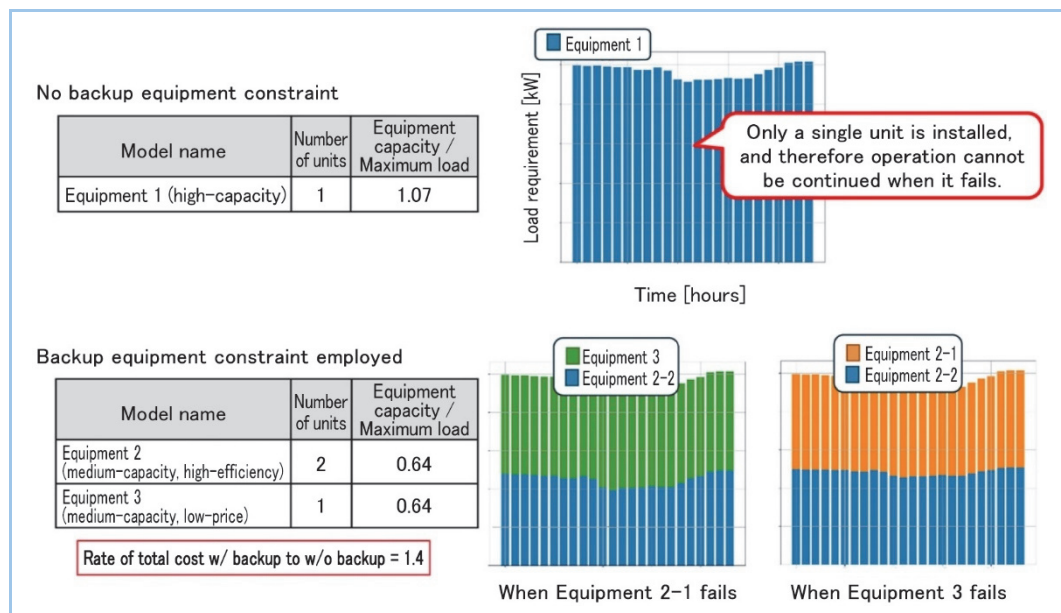 Equipment 1
Load requirement [kW]
No backup equipment constraint
Model name
Number
of units
Equipment
capacity /
Maximum load
Equipment 1 (high-capacity)
1
1.07
Only a single unit is installed,
and therefore operation cannot
be continued when it fails.
Time [hours]
Backup equipment constraint employed
Model name
Number
of units
Equipment
capacity /
Maximum load
Equipment 2
(medium-capacity, high-efficiency)
2
0.64
Equipment 3
(medium-capacity, low-price)
1
0.64
Rate of total cost w/ backup to w/o backup = 1.4
Equipment 3
Equipment 2-2
When Equipment 2-1 fails
Equipment 2-1
Equipment 2-2
When Equipment 3 fails